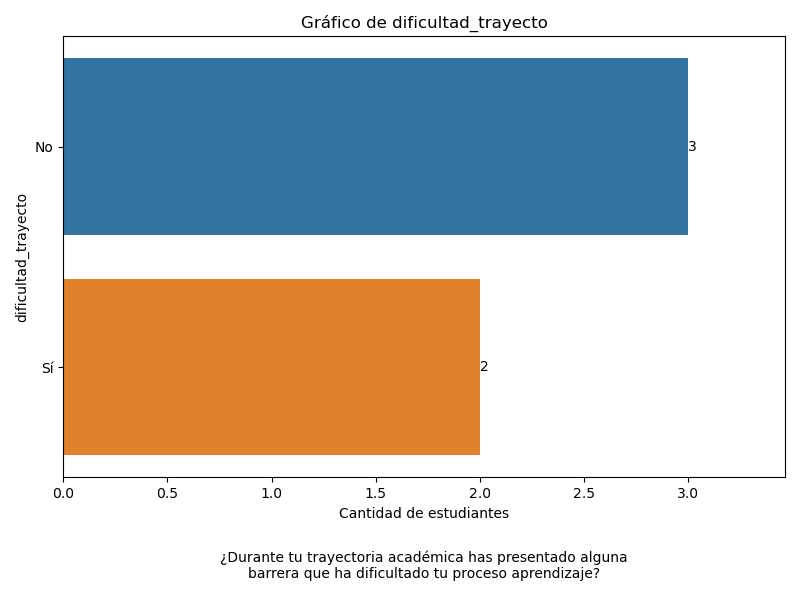 Gráfico de dificultad_trayecto
dificultad_trayecto
No
3
Sí
2
0.0 0.5 1.0 1.5 2.0 2.5 3.0
Cantidad de estudiantes
¿Durante tu trayectoria académica has presentado alguna
barrera que ha dificultado tu proceso aprendizaje?